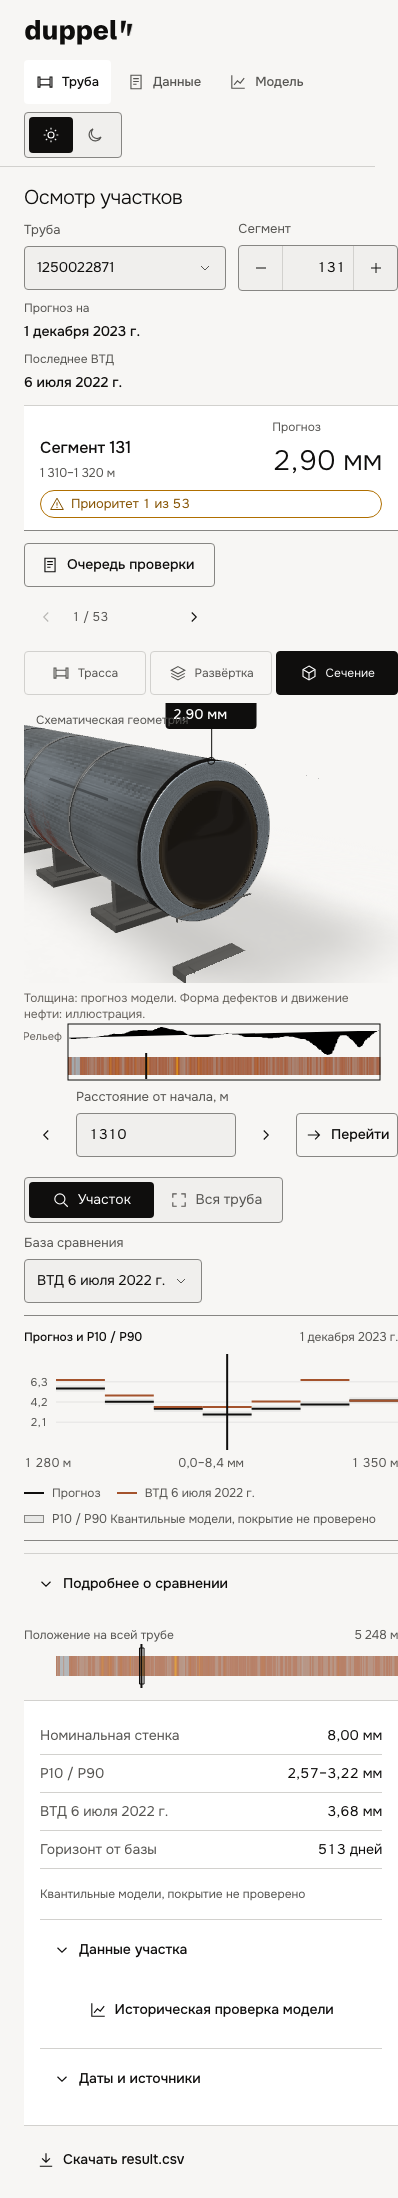 duppel"
Труба Данные Модель
Осмотр участков
Труба Сегмент
1250022871 131
Прогноз на
1 декабря 2023 г.
Последнее ВТД
6 июля 2022 г.
Прогноз
Сегмент 131 2,90 мм
1 310–1 320 м
Приоритет 1 из 53
Очередь проверки
1 / 53
Трасса Развёртка Сечение
2,90 мм
Схематическая геометрия
Толщина: прогноз модели. Форма дефектов и движение
нефти: иллюстрация.
Рельеф
Расстояние от начала, м
1310 Перейти
Участок Вся труба
База сравнения
ВТД 6 июля 2022 г.
Прогноз и P10 / P90 1 декабря 2023 г.
6,3
4,2
2,1
1 280 м 0,0–8,4 мм 1 350 м
Прогноз ВТД 6 июля 2022 г.
P10 / P90 Квантильные модели, покрытие не проверено
Подробнее о сравнении
Положение на всей трубе 5 248 м
Номинальная стенка 8,00 мм
P10 / P90 2,57–3,22 мм
ВТД 6 июля 2022 г. 3,68 мм
Горизонт от базы 513 дней
Квантильные модели, покрытие не проверено
Данные участка
Историческая проверка модели
Даты и источники
Скачать result.csv